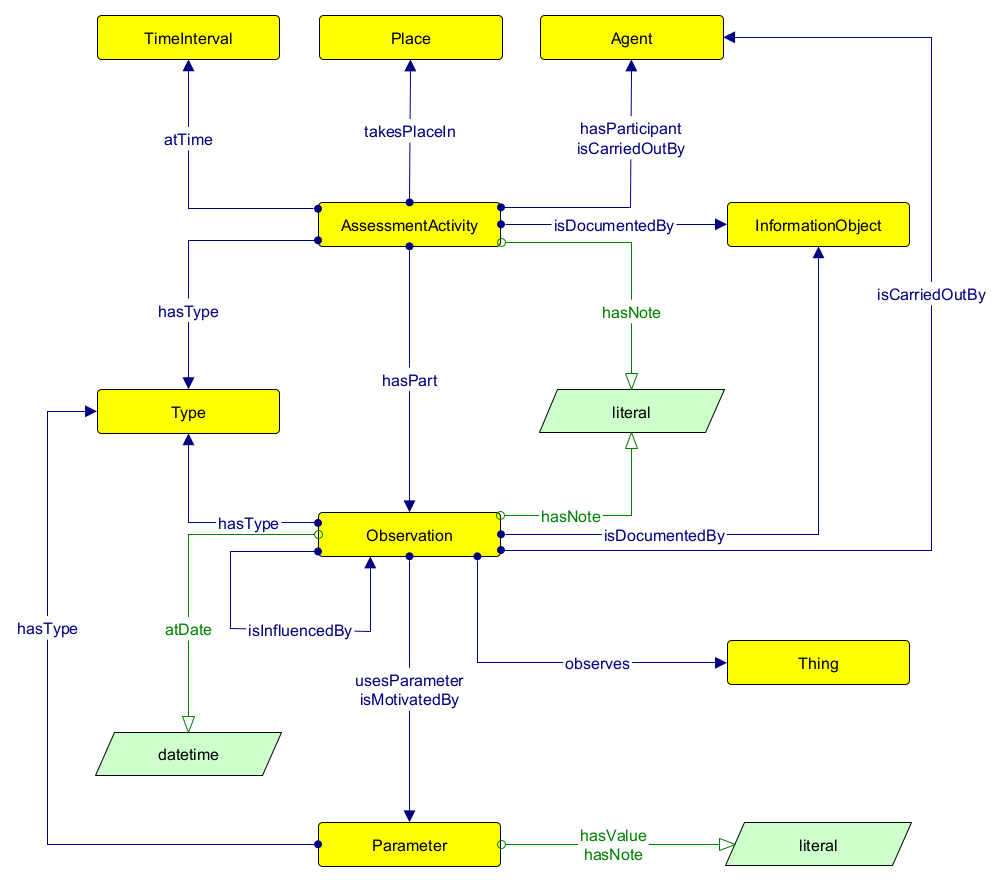 TimeInterval
Place
Agent
atTime
takesPlaceIn
hasParticipant
isCarriedOutBy
AssessmentActivity
isDocumentedBy
InformationObject
isCarriedOutBy
hasType
hasNote
hasPart
Type
literal
hasType
hasNote
Observation
isDocumentedBy
hasType
atDate
isInfluencedBy
observes
Thing
usesParameter
isMotivatedBy
datetime
Parameter
hasValue
hasNote
literal